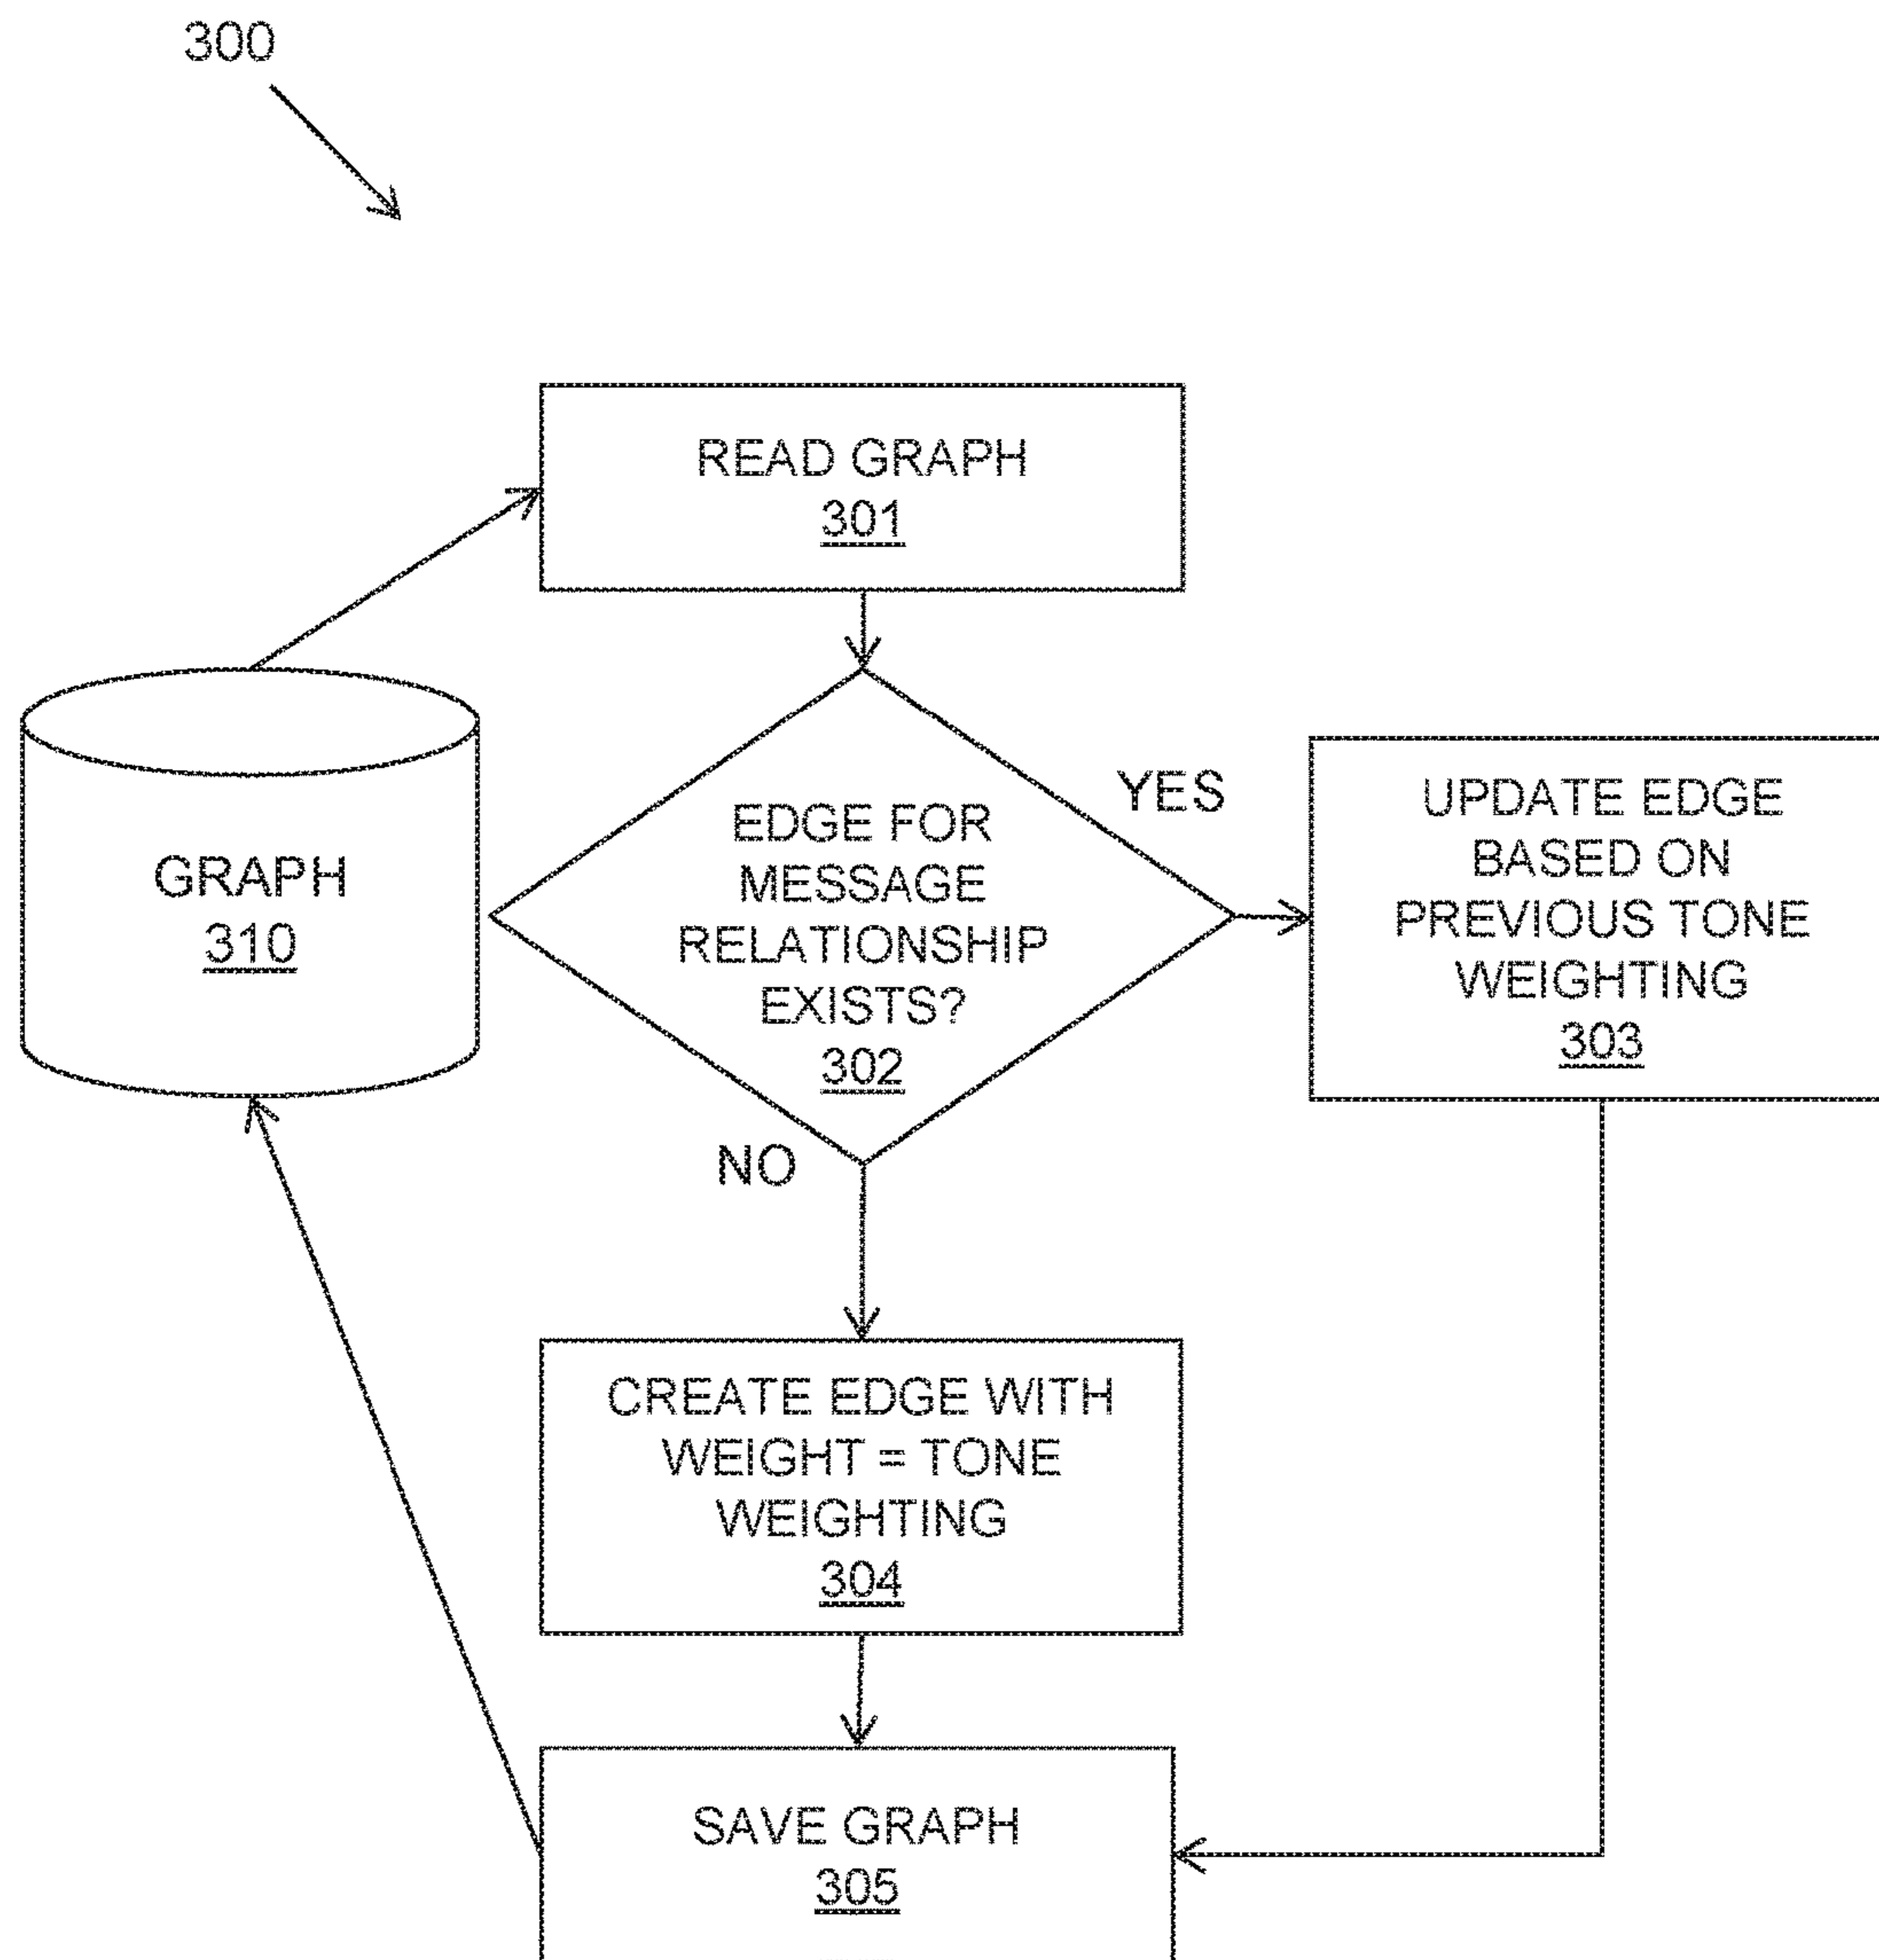 300
READ GRAPH
301
GRAPH
310
EDGE FOR
MESSAGE
RELATIONSHIP
EXISTS?
302
YES
UPDATE EDGE
BASED ON
PREVIOUS TONE
WEIGHTING
303
NO
CREATE EDGE WITH
WEIGHT = TONE
WEIGHTING
304
SAVE GRAPH
305